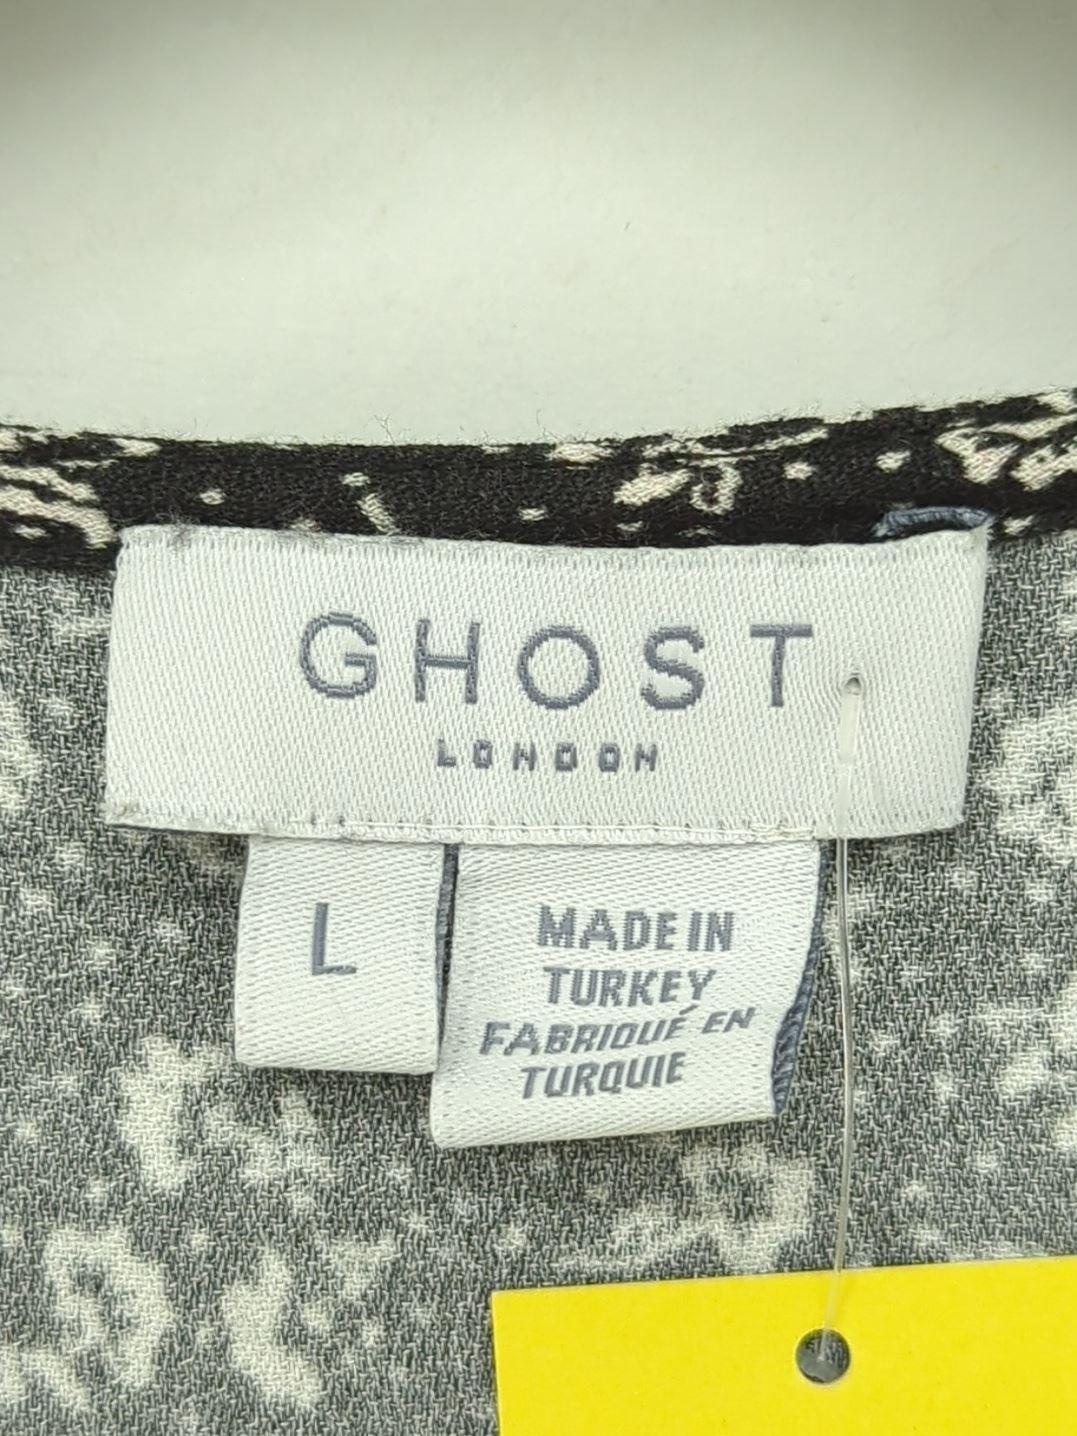 GHOST
LONDON
L
MADE IN
TURKEY
FABRIQUÉ EN
TURQUIE